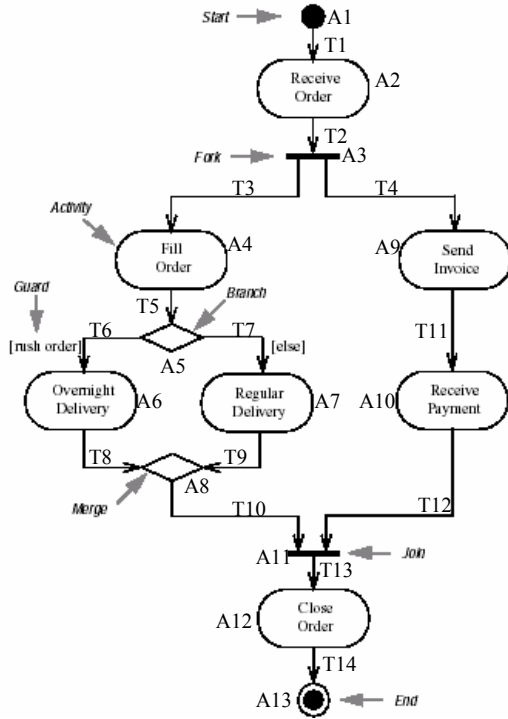 Start
A1
T1
Receive
Order
A2
T2
Fork
A3
T3
T4
Activity
Fill
Order
A4
A9
Send
Invoice
Guard
T5
Branch
[rush order]
T6
T7
[else]
A5
T11
Overnight
Delivery
A6
Regular
Delivery
A7
A10
Receive
Payment
T8
T9
A8
Merge
T10
T12
A11
T13
Join
A12
Close
Order
T14
A13
End